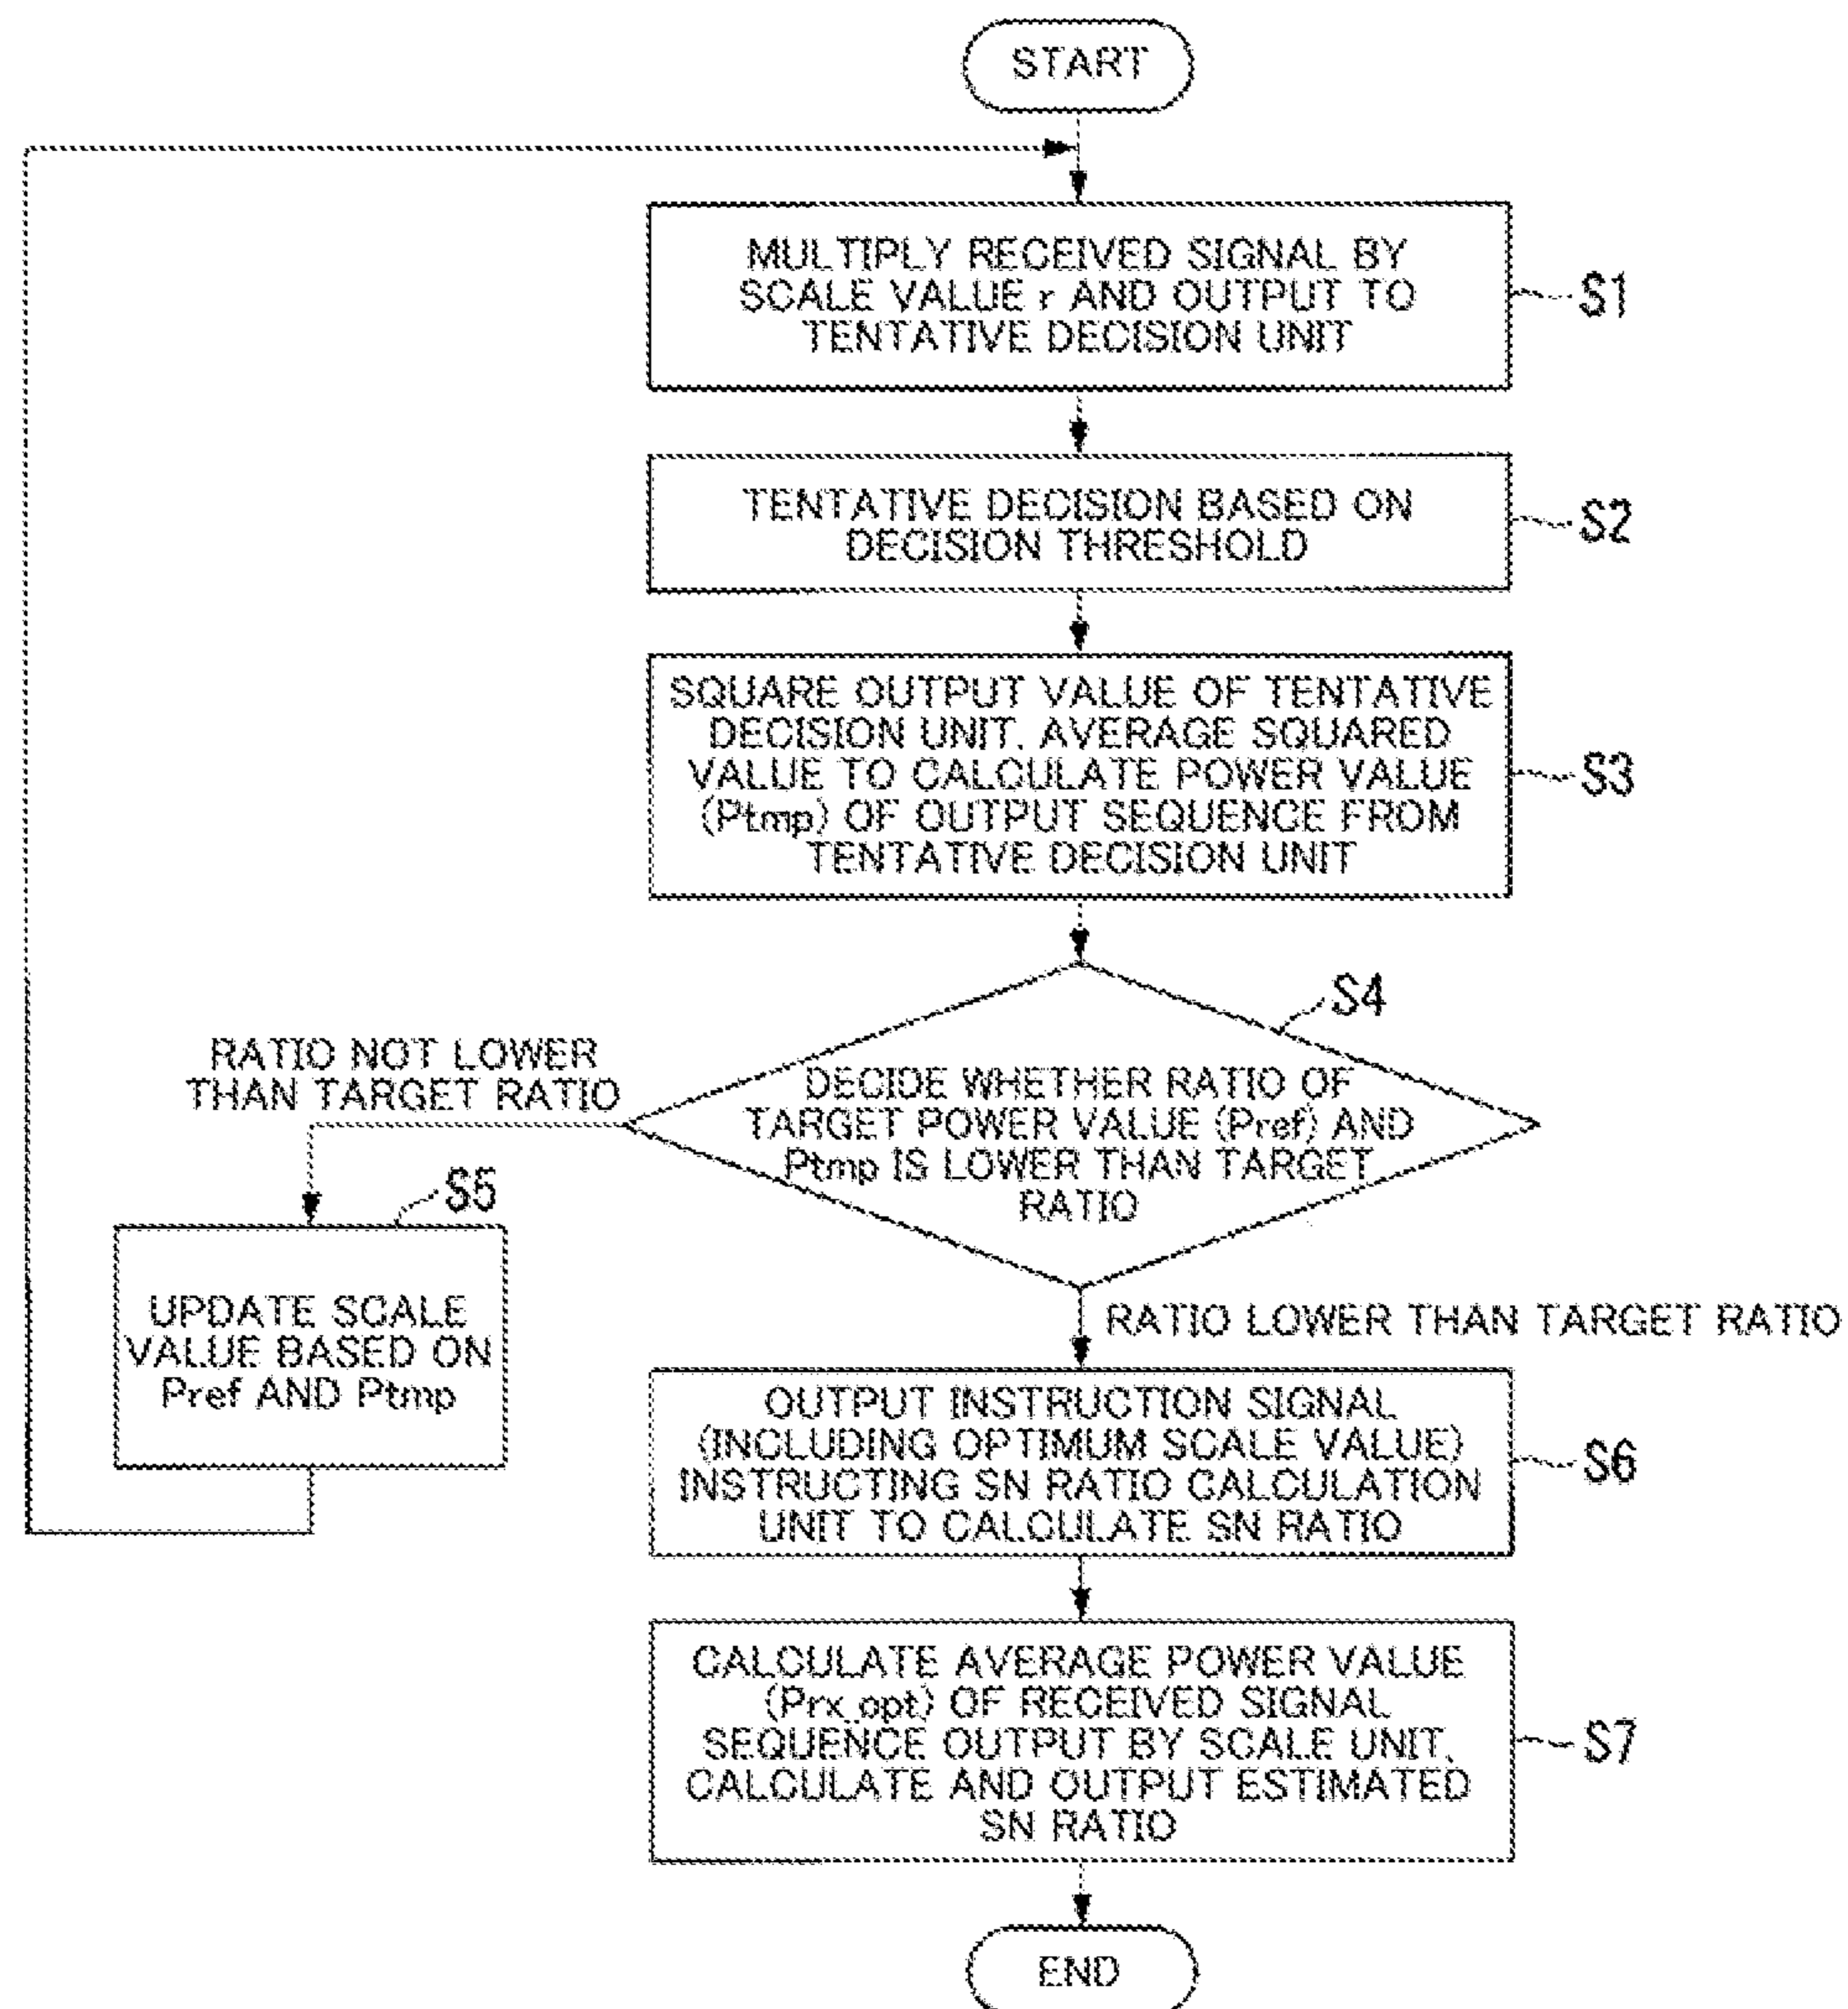 START
MULTIPLY RECEIVED SIGNAL BY
SCALE VALUE r AND OUTPUT TO
TENTATIVE DECISION UNIT
S1
TENTATIVE DECISION BASED ON
DECISION THRESHOLD
S2
SQUARE OUTPUT VALUE OF TENTATIVE
DECISION UNIT, AVERAGE SQUARED
VALUE TO CALCULATE POWER VALUE
(Ptmp) OF OUTPUT SEQUENCE FROM
TENTATIVE DECISION UNIT
S3
S4
DECIDE WHETHER RATIO OF
TARGET POWER VALUE (Pref) AND
Ptmp IS LOWER THAN TARGET
RATIO
RATIO NOT LOWER
THAN TARGET RATIO
S5
UPDATE SCALE
VALUE BASED ON
Pref AND Ptmp
RATIO LOWER THAN TARGET RATIO
OUTPUT INSTRUCTION SIGNAL
(INCLUDING OPTIMUM SCALE VALUE)
INSTRUCTING SN RATIO CALCULATION
UNIT TO CALCULATE SN RATIO
S6
CALCULATE AVERAGE POWER VALUE
(Prx_opt) OF RECEIVED SIGNAL
SEQUENCE OUTPUT BY SCALE UNIT,
CALCULATE AND OUTPUT ESTIMATED
SN RATIO
S7
END